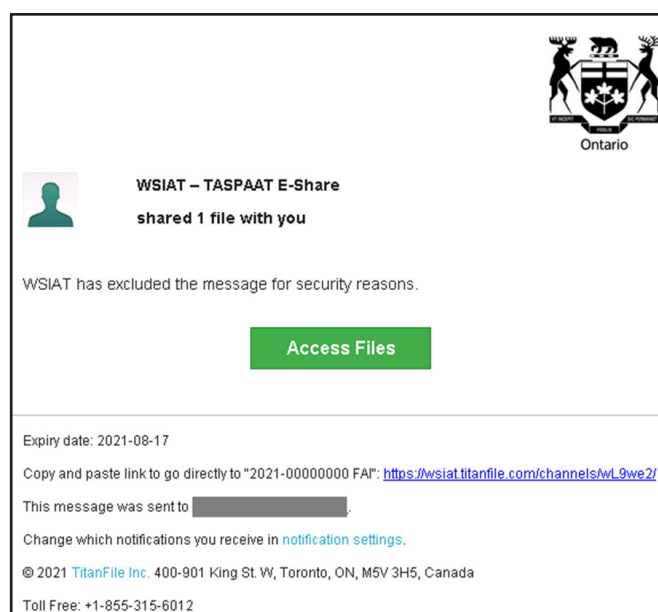 Ontario
WSIAT – TASPAAT E-Share
shared 1 file with you
WSIAT has excluded the message for security reasons.
Access Files
Expiry date: 2021-08-17
Copy and paste link to go directly to "2021-00000000 FAI": https://wsiat.titanfile.com/channels/wL9we2/
This message was sent to .
Change which notifications you receive in notification settings.
© 2021 TitanFile Inc. 400-901 King St. W, Toronto, ON, M5V 3H5, Canada
Toll Free: +1-855-315-6012